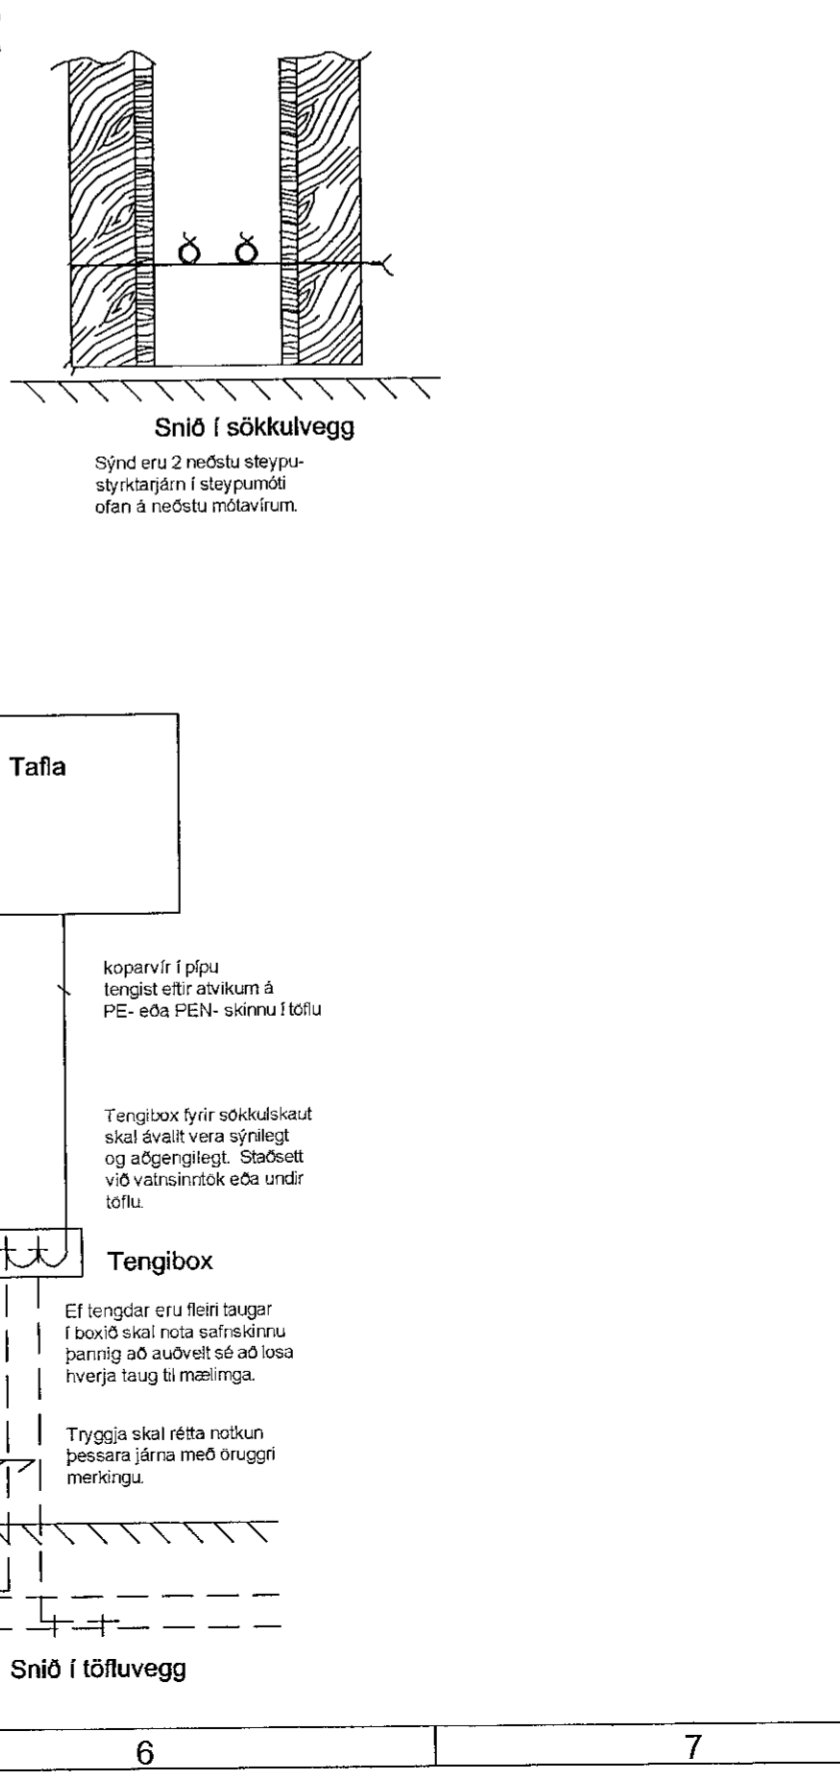 Snið í sökkulvegg
Sýnd eru 2 neðstu steypu-
styrktarjárn í steypumóti
ofan á neðstu mótavírum.
Tafla
koparvír í pípu
tengist eftir atvikum á
PE- eða PEN- skinnu í töflu
Tengibox fyrir sökkulskaut
skal ávallt vera sýnilegt
og aðgengilegt. Staðsett
við vatnsinntök eða undir
töflu.
Tengibox
Ef tengdar eru fleiri taugar
í boxið skal nota safnskinnu
þannig að auðvelt sé að losa
hverja taug til mælimga.
Tryggja skal rétta notkun
þessara járna með öruggri
merkingu.
Snið í töfluvegg
6
7